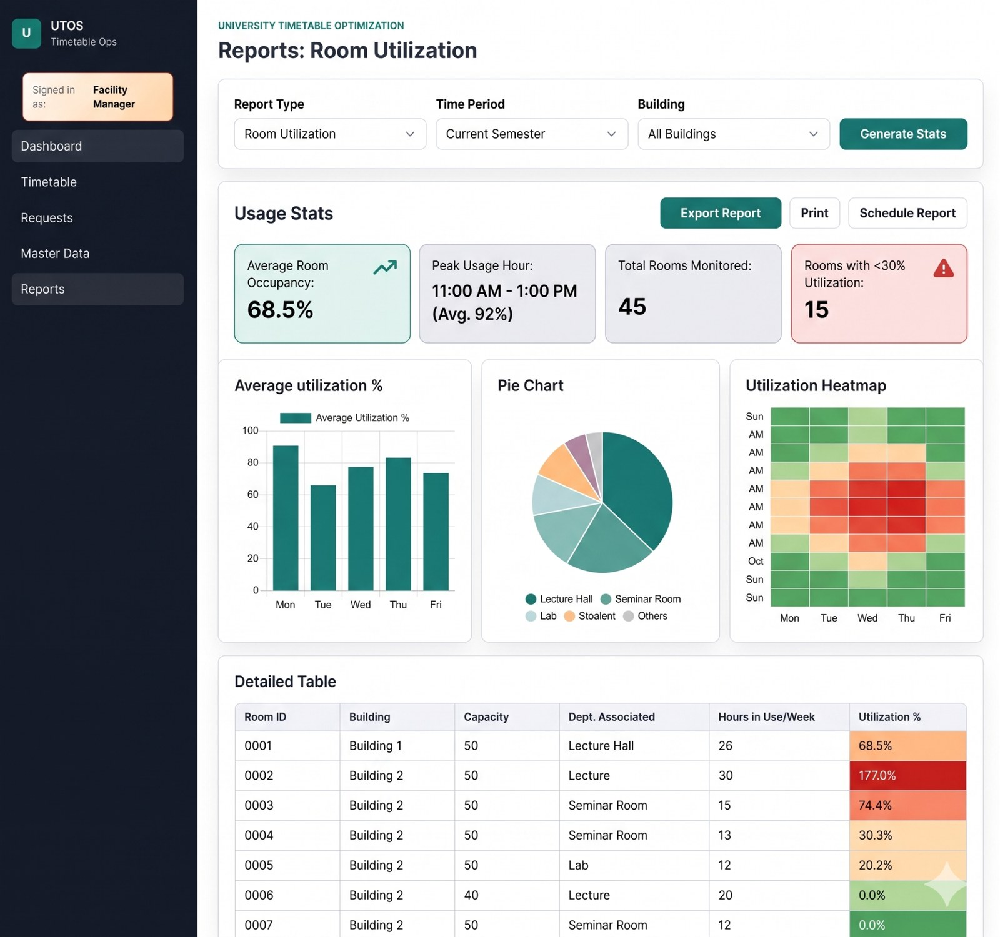 U
UTOS
Timetable Ops
Signed in as:
Facility Manager
Dashboard
Timetable
Requests
Master Data
Reports
UNIVERSITY TIMETABLE OPTIMIZATION
Reports: Room Utilization
Report Type
Room Utilization
Time Period
Current Semester
Building
All Buildings
Generate Stats
Usage Stats
Export Report
Print
Schedule Report
Average Room
Occupancy:
68.5%
Peak Usage Hour:
11:00 AM - 1:00 PM
(Avg. 92%)
Total Rooms Monitored:
45
Rooms with <30%
Utilization:
15
Average utilization %
Average Utilization %
100
80
60
40
20
0
Mon Tue Wed Thu Fri
Pie Chart
Lecture Hall Seminar Room
Lab Stoalent Others
Utilization Heatmap
Sun
AM
AM
AM
AM
AM
AM
AM
Oct
Sun
Sun
Mon Tue Wed Thu Fri
Detailed Table
Room ID Building Capacity Dept. Associated Hours in Use/Week Utilization %
0001 Building 1 50 Lecture Hall 26 68.5%
0002 Building 2 50 Lecture 30 177.0%
0003 Building 2 50 Seminar Room 15 74.4%
0004 Building 2 50 Seminar Room 13 30.3%
0005 Building 2 50 Lab 12 20.2%
0006 Building 2 40 Lecture 20 0.0%
0007 Building 2 50 Seminar Room 12 0.0%